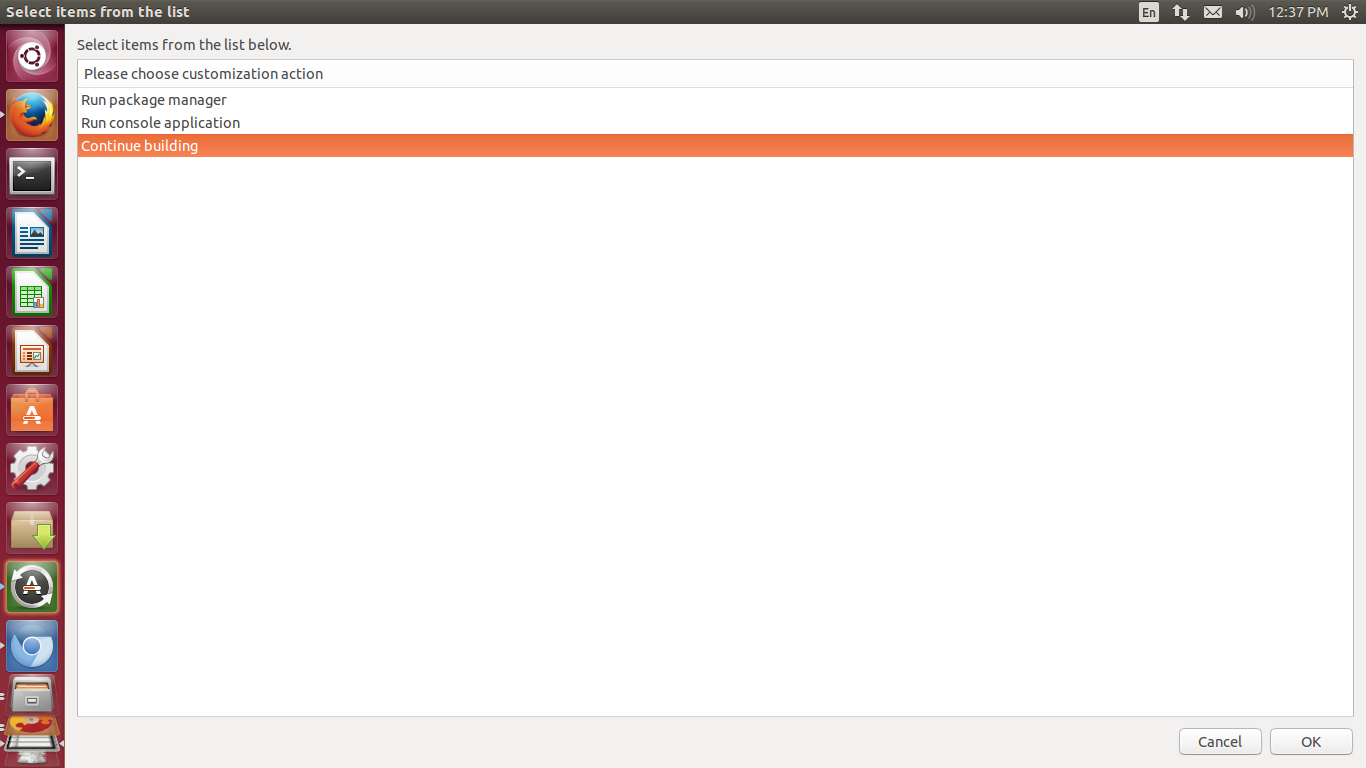 Select items from the list
En
12:37 PM
Select items from the list below.
Please choose customization action
Run package manager
Run console application
Continue building
Cancel
OK